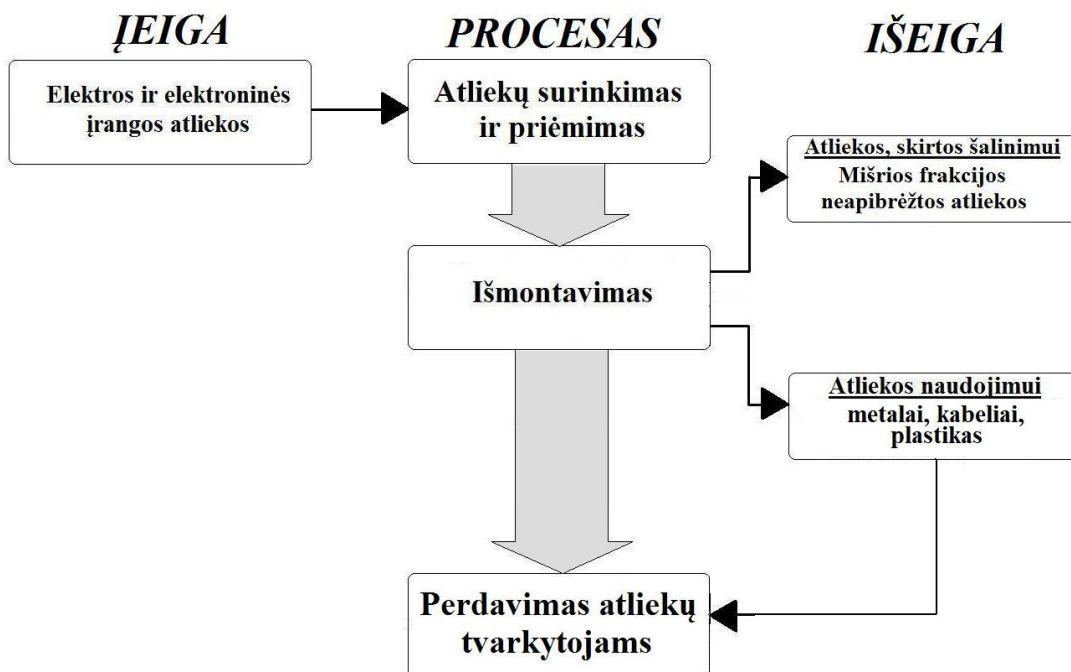 ĮEIGA
PROCESAS
IŠEIGA
Elektros ir elektroninės
įrangos atliekos
Atliekų surinkimas
ir priėmimas
Atliekos, skirtos šalinimui
Mišrios frakcijos
neapibrėžtos atliekos
Išmontavimas
Atliekos naudojimui
metalai, kabeliai,
plastikas
Perdavimas atliekų
tvarkytojams